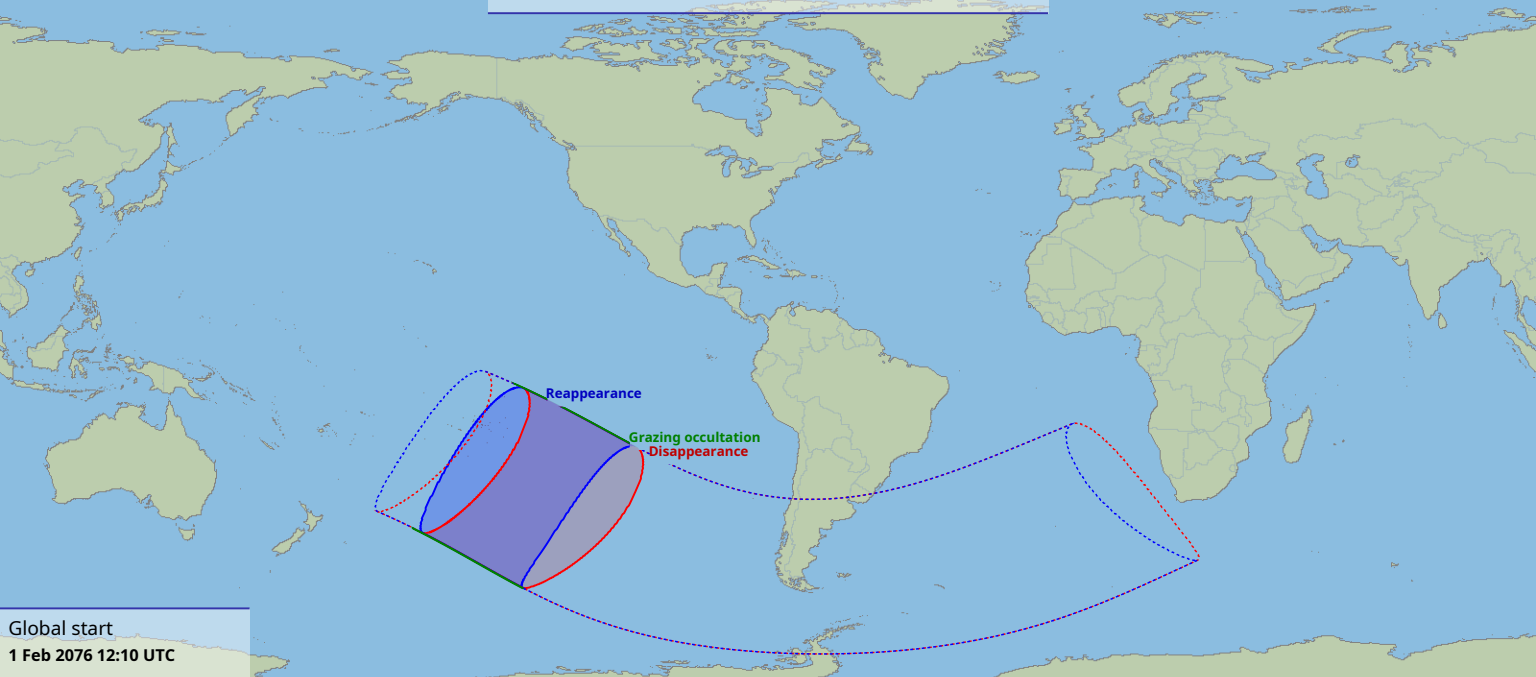 Reappearance
Grazing occultation
Disappearance
Global start
1 Feb 2076 12:10 UTC